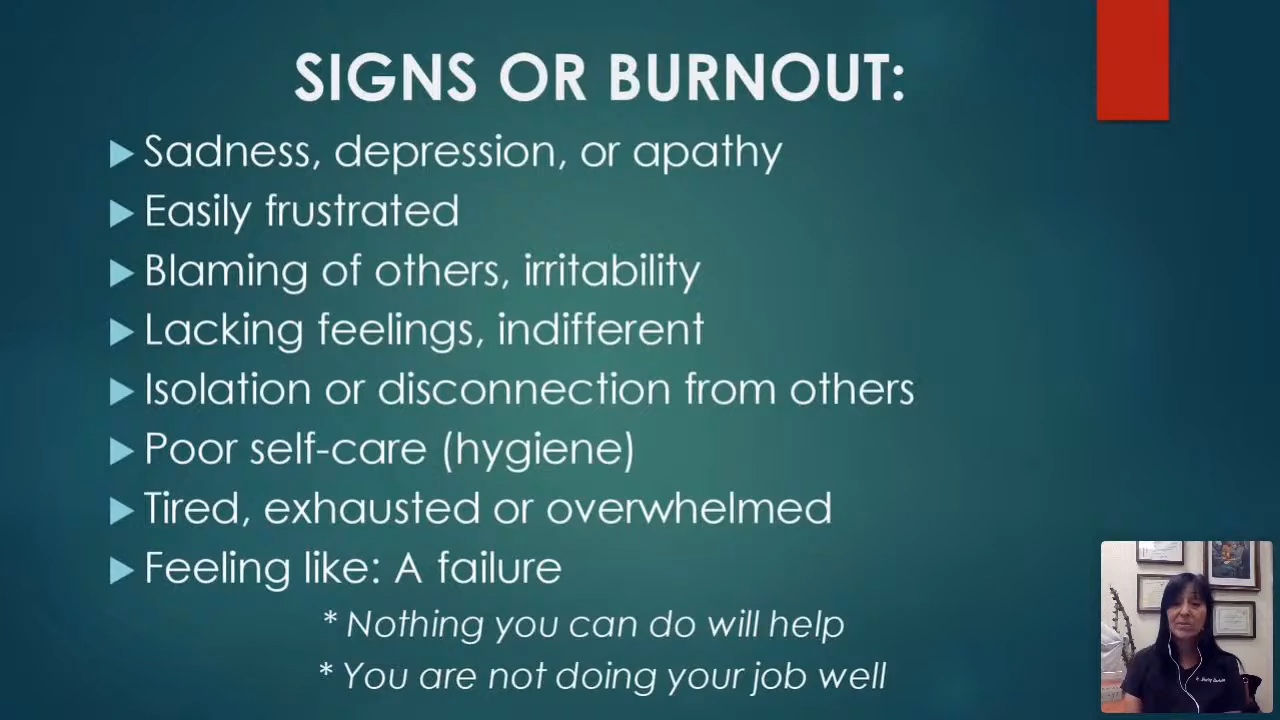 SIGNS OR BURNOUT:
Sadness, depression, or apathy
Easily frustrated
Blaming of others, irritability
Lacking feelings, indifferent
Isolation or disconnection from others
Poor self-care (hygiene)
Tired, exhausted or overwhelmed
Feeling like: A failure
* Nothing you can do will help
* You are not doing your job well